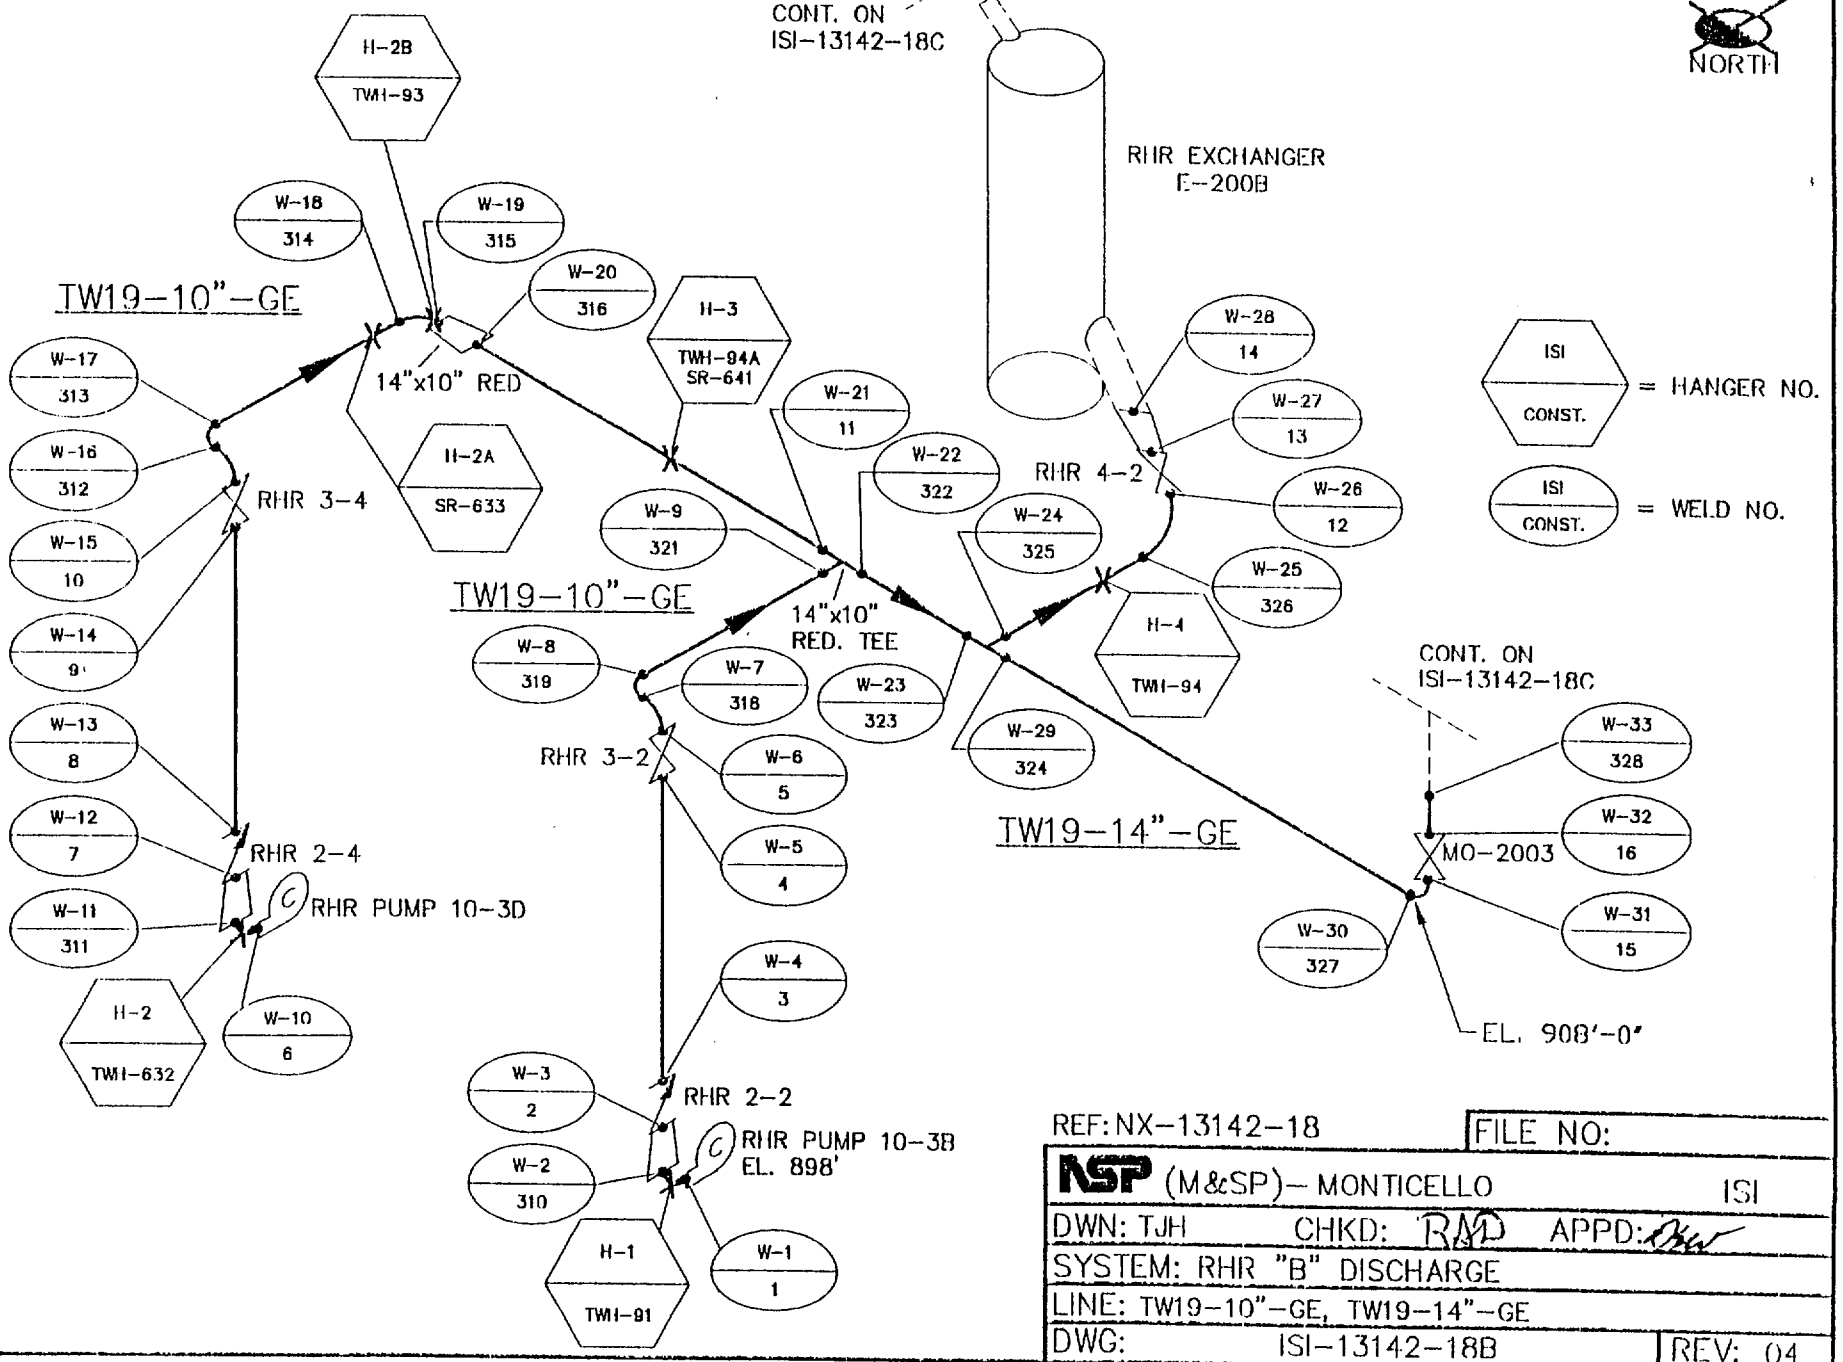 CONT. ON
ISI-13142-18C
NORTH
H-2B
TWH-93
RHR EXCHANGER
E-200B
W-18
314
W-19
315
W-20
316
TW19-10"-GE
H-3
TWH-94A
SR-641
W-28
14
ISI
CONST.
= HANGER NO.
W-17
313
14"x10" RED
W-21
11
W-27
13
W-16
312
H-2A
SR-633
W-22
322
RHR 4-2
W-26
12
ISI
CONST.
= WELD NO.
RHR 3-4
W-9
321
W-24
325
W-15
10
W-25
326
TW19-10"-GE
14"x10"
RED. TEE
W-14
9
H-4
TWH-94
W-8
319
W-7
318
W-23
323
CONT. ON
ISI-13142-18C
W-13
8
RHR 3-2
W-6
5
W-29
324
W-33
328
W-12
7
RHR 2-4
W-5
4
TW19-14"-GE
W-32
16
MO-2003
W-11
311
C
RHR PUMP 10-3D
W-30
327
W-31
15
W-4
3
H-2
TWH-632
W-10
6
EL. 908'-0"
W-3
2
RHR 2-2
W-2
310
C
RHR PUMP 10-3B
EL. 898'
H-1
TWH-91
W-1
1
REF: NX-13142-18
FILE NO:
NSP (M&SP)- MONTICELLO ISI
DWN: TJH CHKD: RAD APPD:
SYSTEM: RHR "B" DISCHARGE
LINE: TW19-10"-GE, TW19-14"-GE
DWG: ISI-13142-18B REV: 04